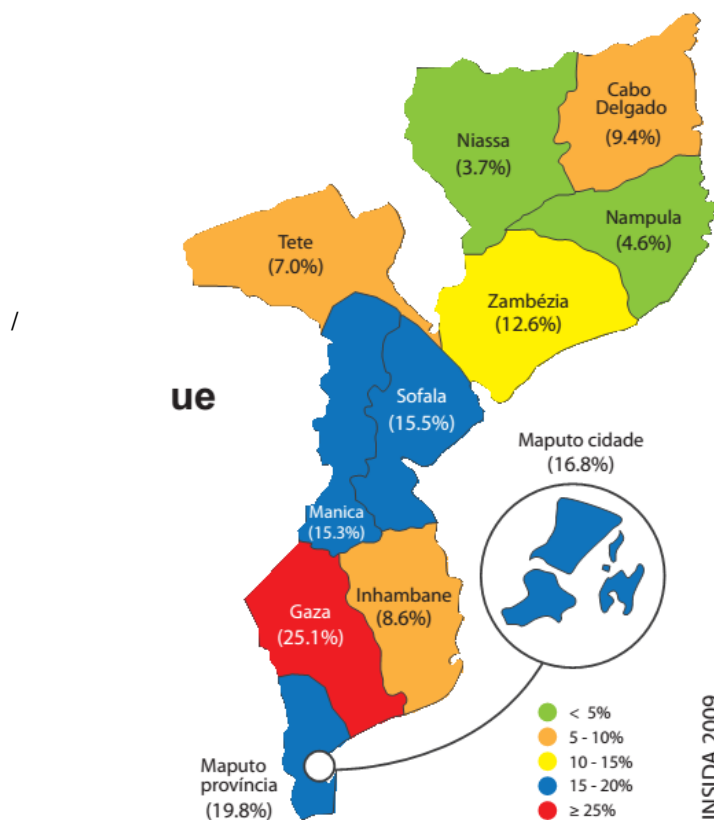 Cabo
Delgado
(9.4%)
Niassa
(3.7%)
Nampula
(4.6%)
Tete
(7.0%)
Zambézia
(12.6%)
/
ue
Sofala
(15.5%)
Maputo cidade
(16.8%)
Manica
(15.3%)
Inhambane
(8.6%)
Gaza
(25.1%)
Maputo
província
(19.8%)
< 5%
5 - 10%
10 - 15%
15 - 20%
≥ 25%
INSIDA 2009